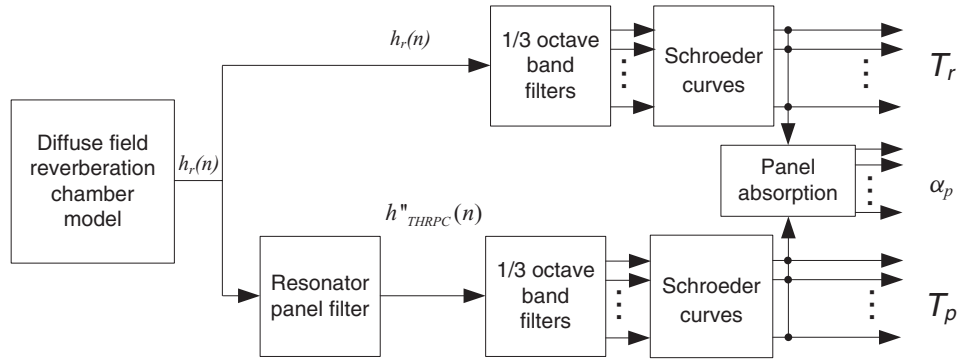 Diffuse field
reverberation
chamber
model
h_r(n)
h_r(n)
1/3 octave
band
filters
Schroeder
curves
T_r
Panel
absorption
α_p
Resonator
panel filter
h"_THRPC(n)
1/3 octave
band
filters
Schroeder
curves
T_p